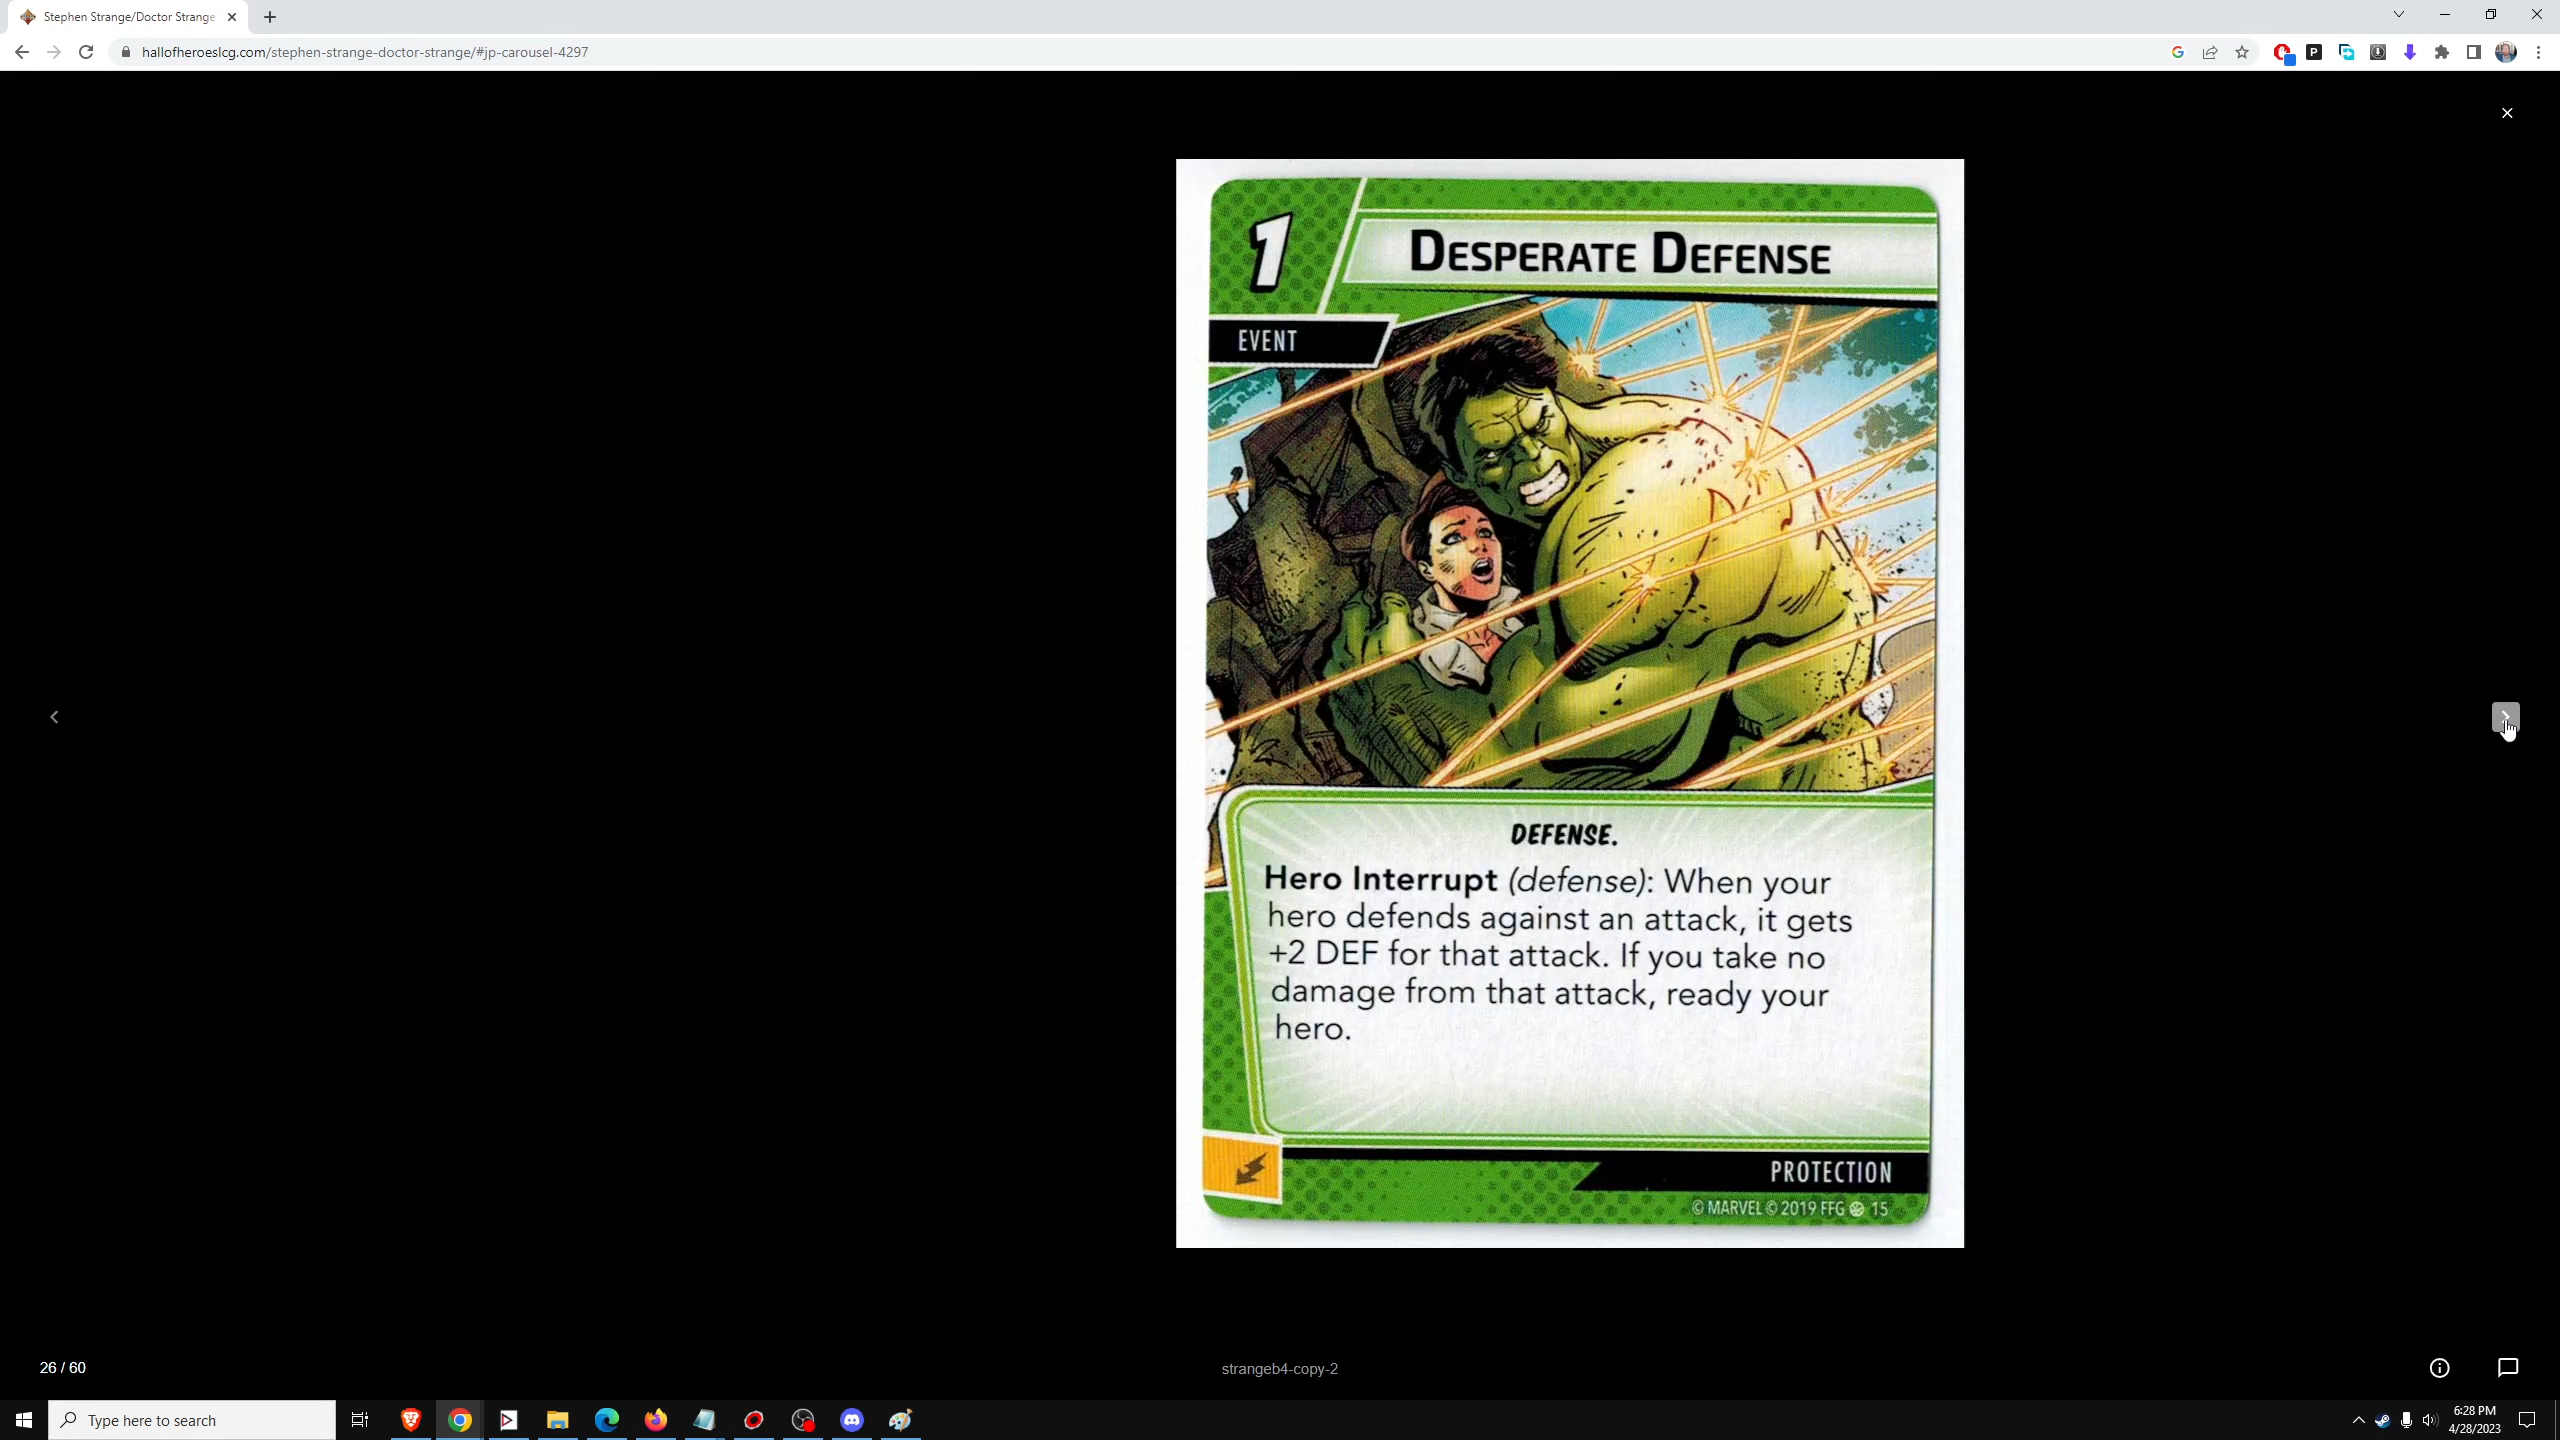 Stephen Strange/Doctor Strange
hallofheroeslcg.com/stephen-strange-doctor-strange/#jp-carousel-4297
1
DESPERATE DEFENSE
EVENT
DEFENSE.
Hero Interrupt (defense): When your
hero defends against an attack, it gets
+2 DEF for that attack. If you take no
damage from that attack, ready your
hero.
PROTECTION
© MARVEL © 2019 FFG 15
26 / 60
strangeb4-copy-2
Type here to search
6:28 PM
4/28/2023